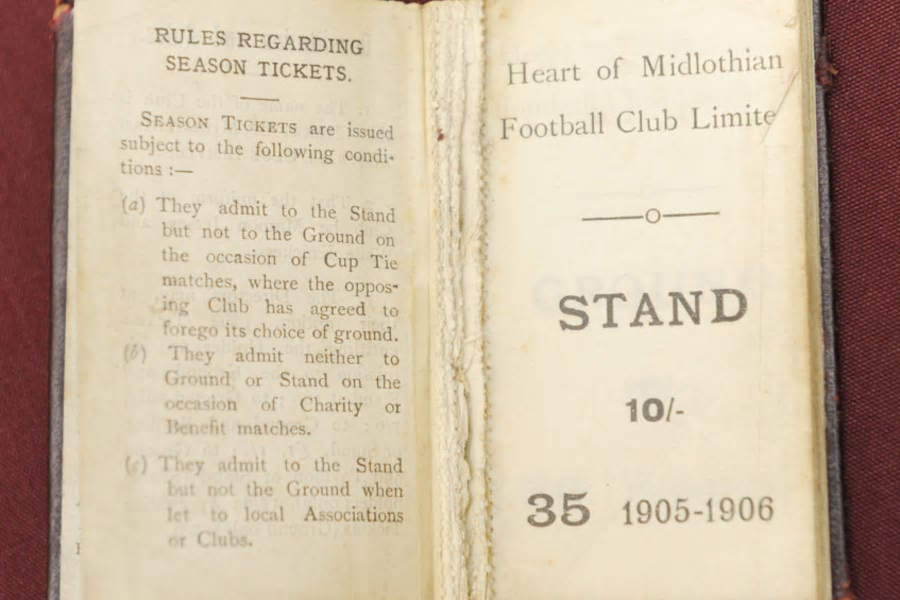 RULES REGARDING
SEASON TICKETS.
SEASON TICKETS are issued
subject to the following condi-
tions :—
(a) They admit to the Stand
but not to the Ground on
the occasion of Cup Tie
matches, where the oppos-
ing Club has agreed to
forego its choice of ground.
(b) They admit neither to
Ground or Stand on the
occasion of Charity or
Benefit matches.
(c) They admit to the Stand
but not the Ground when
let to local Associations
or Clubs.
Heart of Midlothian
Football Club Limite
STAND
10/-
35 1905-1906